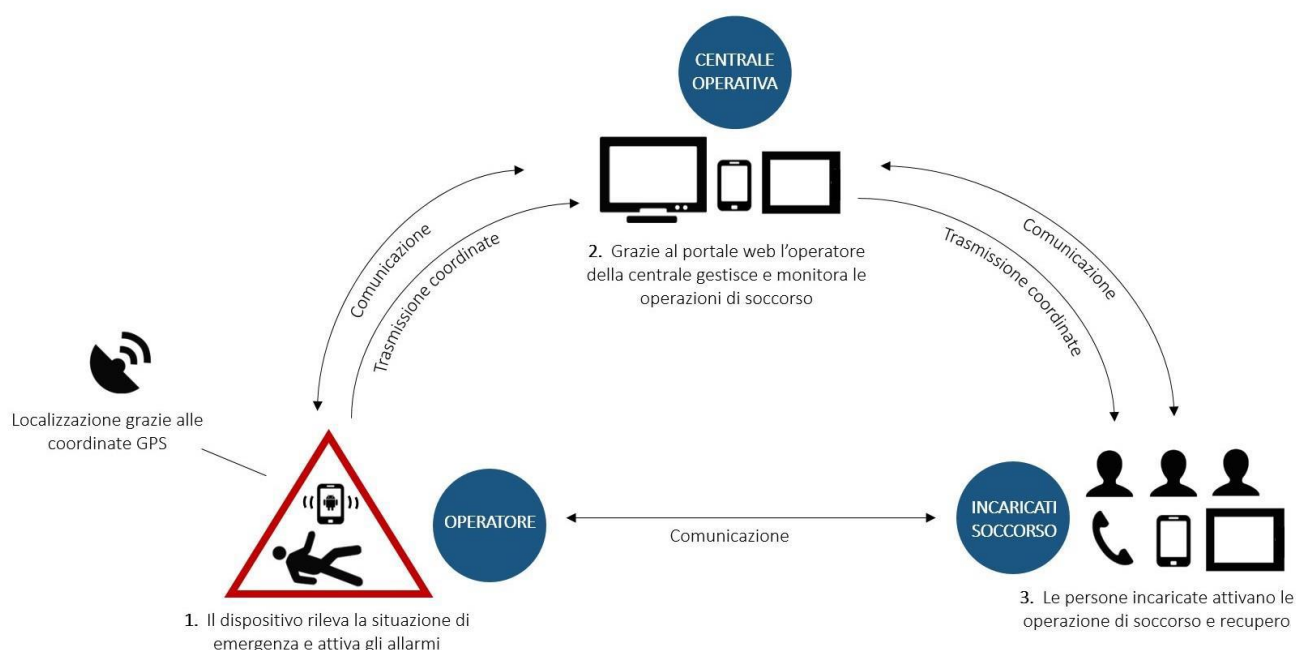 CENTRALE
OPERATIVA
2. Grazie al portale web l'operatore
della centrale gestisce e monitora le
operazioni di soccorso
Comunicazione
Trasmissione coordinate
Trasmissione coordinate
Comunicazione
Localizzazione grazie alle
coordinate GPS
OPERATORE
Comunicazione
INCARICATI
SOCCORSO
1. Il dispositivo rileva la situazione di
emergenza e attiva gli allarmi
3. Le persone incaricate attivano le
operazione di soccorso e recupero